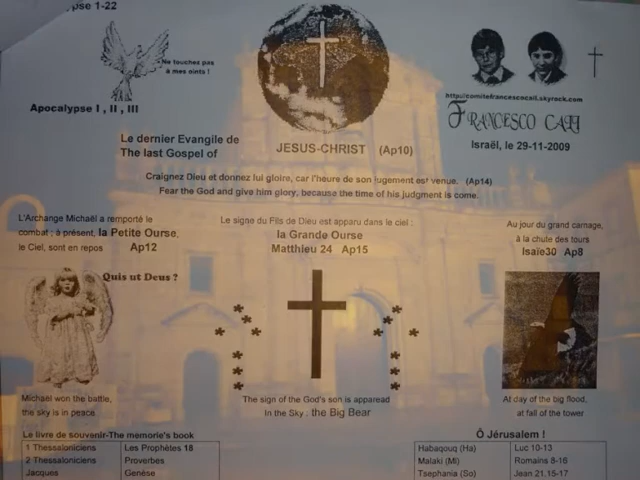 pse 1-22
Ne touchez pas
à mes oints !
Apocalypse I , II , III
http://comitefrancescocali.skyrock.com
FRANCESCO CALI
Israël, le 29-11-2009
Le dernier Evangile de
The last Gospel of
JESUS-CHRIST (Ap10)
Craignez Dieu et donnez lui gloire, car l'heure de son jugement est venue. (Ap14)
Fear the God and give him glory, because the time of his judgment is come.
L'Archange Michaël a remporté le
combat ; à présent, la Petite Ourse,
le Ciel, sont en repos Ap12
Le signe du Fils de Dieu est apparu dans le ciel :
la Grande Ourse
Matthieu 24 Ap15
Au jour du grand carnage,
à la chute des tours
Isaïe30 Ap8
Quis ut Deus ?
Michaël won the battle,
the sky is in peace
The sign of the God's son is apparead
In the Sky : the Big Bear
At day of the big flood,
at fall of the tower
Le livre de souvenir-The memorie's book
1 Thessaloniciens Les Prophètes 18
2 Thessaloniciens Proverbes
Jacques Genèse
Ô Jérusalem !
Habaqouq (Ha) Luc 10-13
Malaki (Ml) Romains 8-16
Tsephania (So) Jean 21.15-17